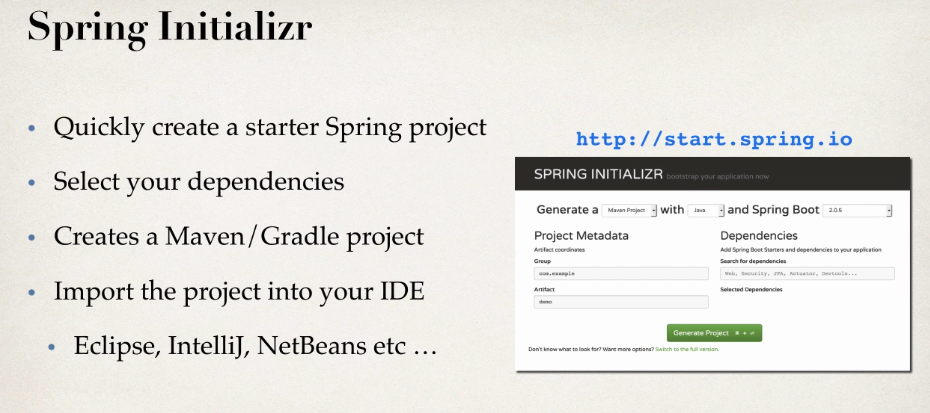 Spring Initializr
Quickly create a starter Spring project
Select your dependencies
Creates a Maven/Gradle project
Import the project into your IDE
Eclipse, IntelliJ, NetBeans etc …
http://start.spring.io
SPRING INITIALIZR bootstrap your application now
Generate a Maven Project with Java and Spring Boot 2.0.5
Project Metadata
Artifact coordinates
Group
com.example
Artifact
demo
Dependencies
Add Spring Boot Starters and dependencies to your application
Search for dependencies
Web, Security, JPA, Actuator, Devtools...
Selected Dependencies
Generate Project
Don't know what to look for? Want more options? Switch to the full version.